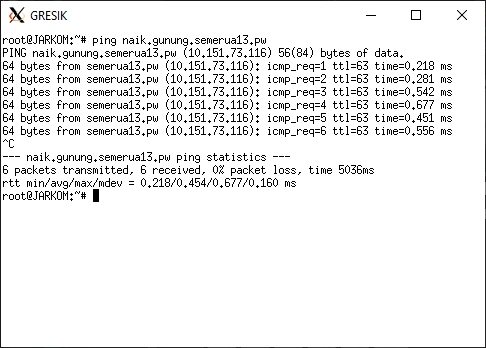 GRESIK
root@JARKOM:~# ping naik.gunung.semerua13.pw
PING naik.gunung.semerua13.pw (10.151.73.116) 56(84) bytes of data.
64 bytes from semerua13.pw (10.151.73.116): icmp_req=1 ttl=63 time=0.218 ms
64 bytes from semerua13.pw (10.151.73.116): icmp_req=2 ttl=63 time=0.281 ms
64 bytes from semerua13.pw (10.151.73.116): icmp_req=3 ttl=63 time=0.542 ms
64 bytes from semerua13.pw (10.151.73.116): icmp_req=4 ttl=63 time=0.677 ms
64 bytes from semerua13.pw (10.151.73.116): icmp_req=5 ttl=63 time=0.451 ms
64 bytes from semerua13.pw (10.151.73.116): icmp_req=6 ttl=63 time=0.556 ms
^C
--- naik.gunung.semerua13.pw ping statistics ---
6 packets transmitted, 6 received, 0% packet loss, time 5036ms
rtt min/avg/max/mdev = 0.218/0.454/0.677/0.160 ms
root@JARKOM:~#